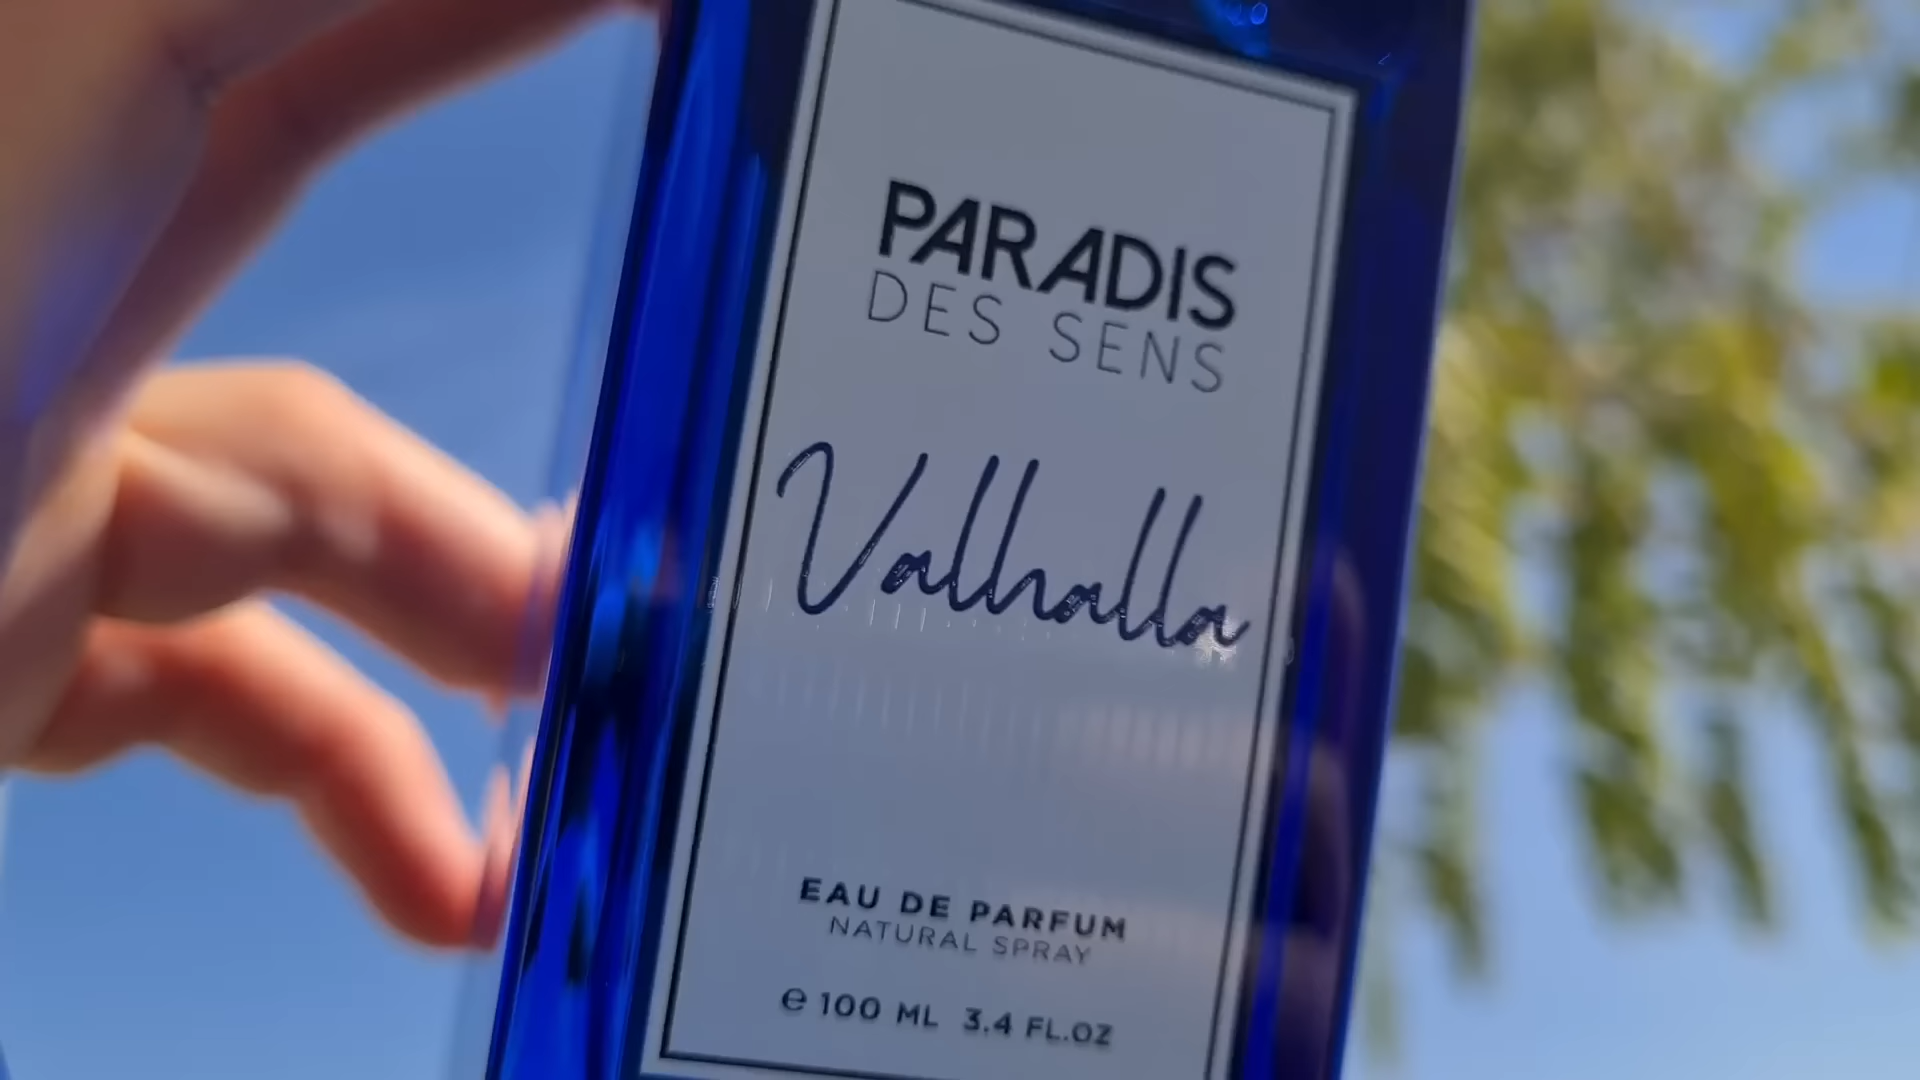 PARADIS
DES SENS
Valhalla
EAU DE PARFUM
NATURAL SPRAY
℮ 100 ML 3.4 FL.OZ